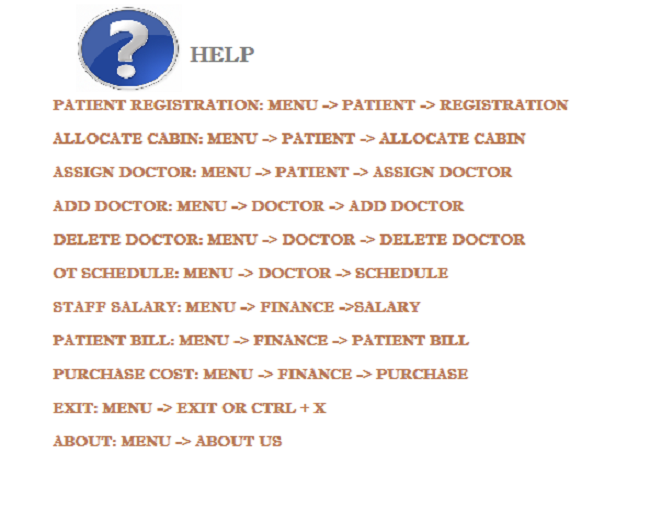 HELP
PATIENT REGISTRATION: MENU -> PATIENT -> REGISTRATION
ALLOCATE CABIN: MENU -> PATIENT -> ALLOCATE CABIN
ASSIGN DOCTOR: MENU -> PATIENT -> ASSIGN DOCTOR
ADD DOCTOR: MENU -> DOCTOR -> ADD DOCTOR
DELETE DOCTOR: MENU -> DOCTOR -> DELETE DOCTOR
OT SCHEDULE: MENU -> DOCTOR -> SCHEDULE
STAFF SALARY: MENU -> FINANCE ->SALARY
PATIENT BILL: MENU -> FINANCE -> PATIENT BILL
PURCHASE COST: MENU -> FINANCE -> PURCHASE
EXIT: MENU -> EXIT OR CTRL + X
ABOUT: MENU -> ABOUT US